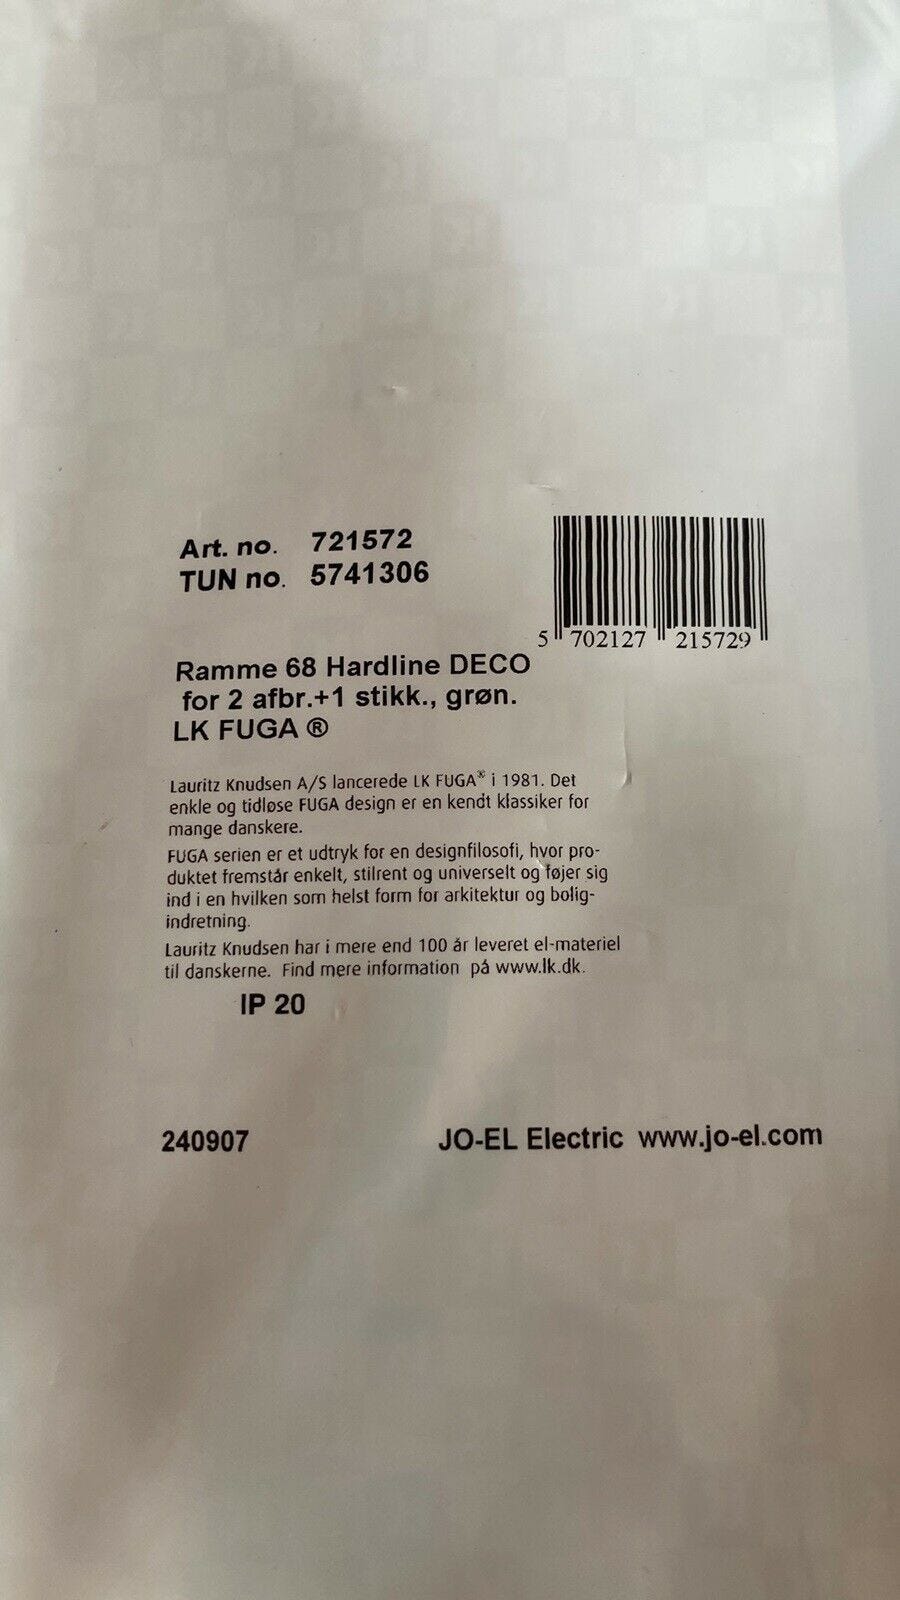 Art. no. 721572
TUN no. 5741306
5 702127 215729
Ramme 68 Hardline DECO
for 2 afbr.+1 stikk., grøn.
LK FUGA ®
Lauritz Knudsen A/S lancerede LK FUGA® i 1981. Det
enkle og tidløse FUGA design er en kendt klassiker for
mange danskere.
FUGA serien er et udtryk for en designfilosofi, hvor pro-
duktet fremstår enkelt, stilrent og universelt og føjer sig
ind i en hvilken som helst form for arkitektur og bolig-
indretning.
Lauritz Knudsen har i mere end 100 år leveret el-materiel
til danskerne. Find mere information på www.lk.dk.
IP 20
240907
JO-EL Electric www.jo-el.com